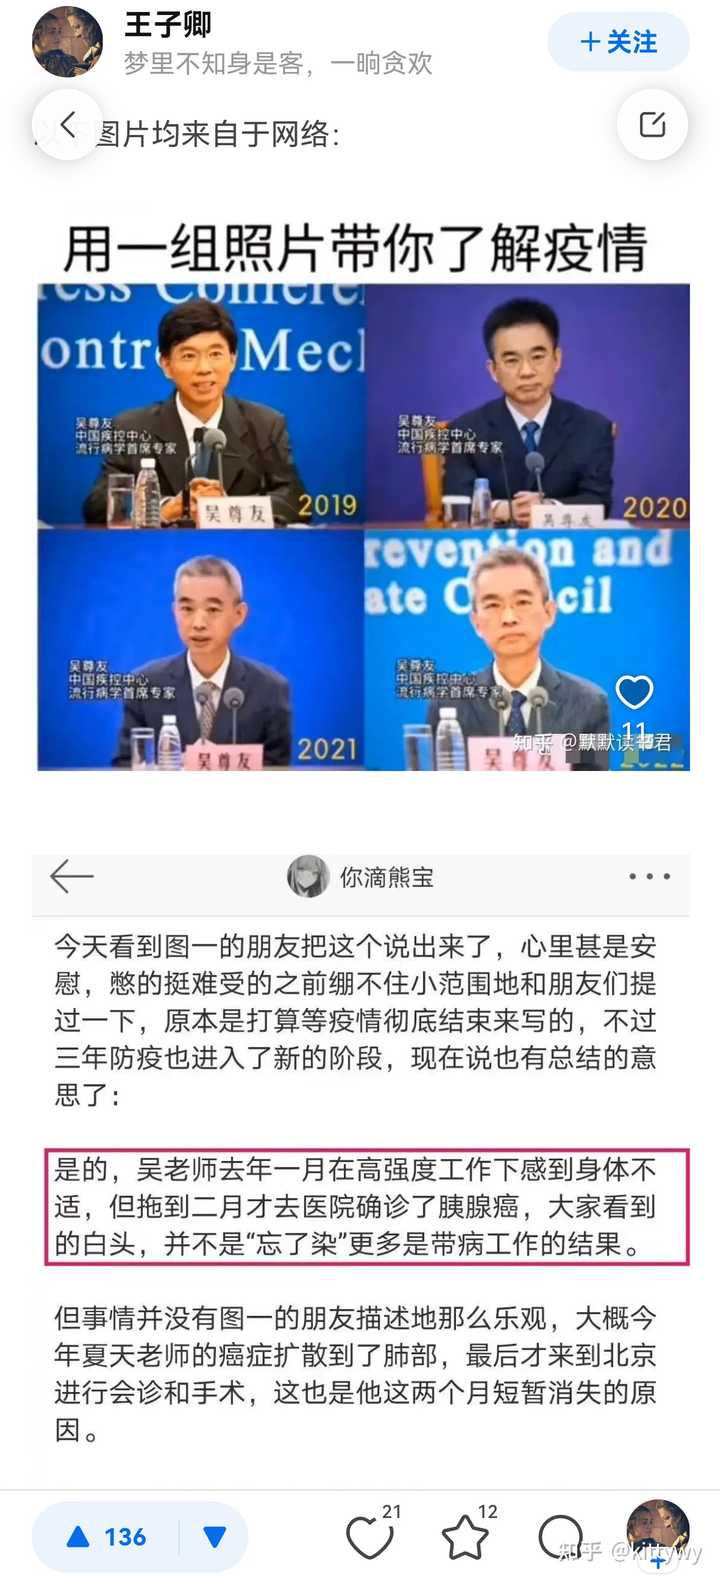 王子卿
梦里不知身是客，一晌贪欢
+关注
图片均来自于网络：
用一组照片带你了解疫情
ress Confere
ontr Mecl
吴尊友
中国疾控中心
流行病学首席专家
吴尊友
2019
吴尊友
中国疾控中心
流行病学首席专家
吴尊友
2020
吴尊友
中国疾控中心
流行病学首席专家
吴尊友
2021
revention and
ate C cil
吴尊友
中国疾控中心
流行病学首席专家
吴尊友
11
知乎 @默默读书君
2022
你滴熊宝
今天看到图一的朋友把这个说出来了，心里甚是安
慰，憋的挺难受的之前绷不住小范围地和朋友们提
过一下，原本是打算等疫情彻底结束来写的，不过
三年防疫也进入了新的阶段，现在说也有总结的意
思了：
是的，吴老师去年一月在高强度工作下感到身体不
适，但拖到二月才去医院确诊了胰腺癌，大家看到
的白头，并不是“忘了染”更多是带病工作的结果。
但事情并没有图一的朋友描述地那么乐观，大概今
年夏天老师的癌症扩散到了肺部，最后才来到北京
进行会诊和手术，这也是他这两个月短暂消失的原
因。
136
21
12
知乎 @kittywy